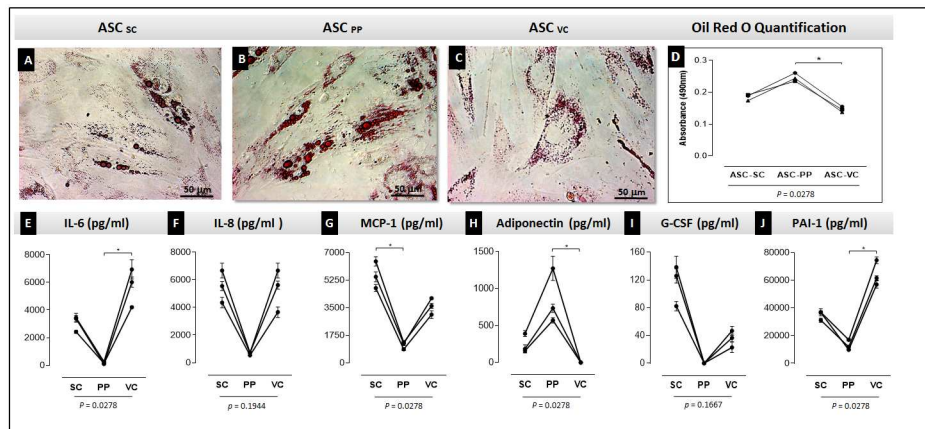 ASC SC ASC PP ASC VC Oil Red O Quantification
A B C D
50 µm 50 µm 50 µm
Absorbance (490nm)
0.3
0.2
0.1
0.0
*
ASC-SC ASC-PP ASC-VC
P = 0.0278
E IL-6 (pg/ml) F IL-8 (pg/ml ) G MCP-1 (pg/ml) H Adiponectin (pg/ml) I G-CSF (pg/ml) J PAI-1 (pg/ml)
8000
6000
4000
2000
0
*
SC PP VC
P = 0.0278
8000
6000
4000
2000
0
SC PP VC
P = 0.1944
7000
5250
3500
1750
0
*
SC PP VC
P = 0.0278
1500
1000
500
0
*
SC PP VC
P = 0.0278
160
120
80
40
0
SC PP VC
P = 0.1667
80000
60000
40000
20000
0
*
SC PP VC
P = 0.0278